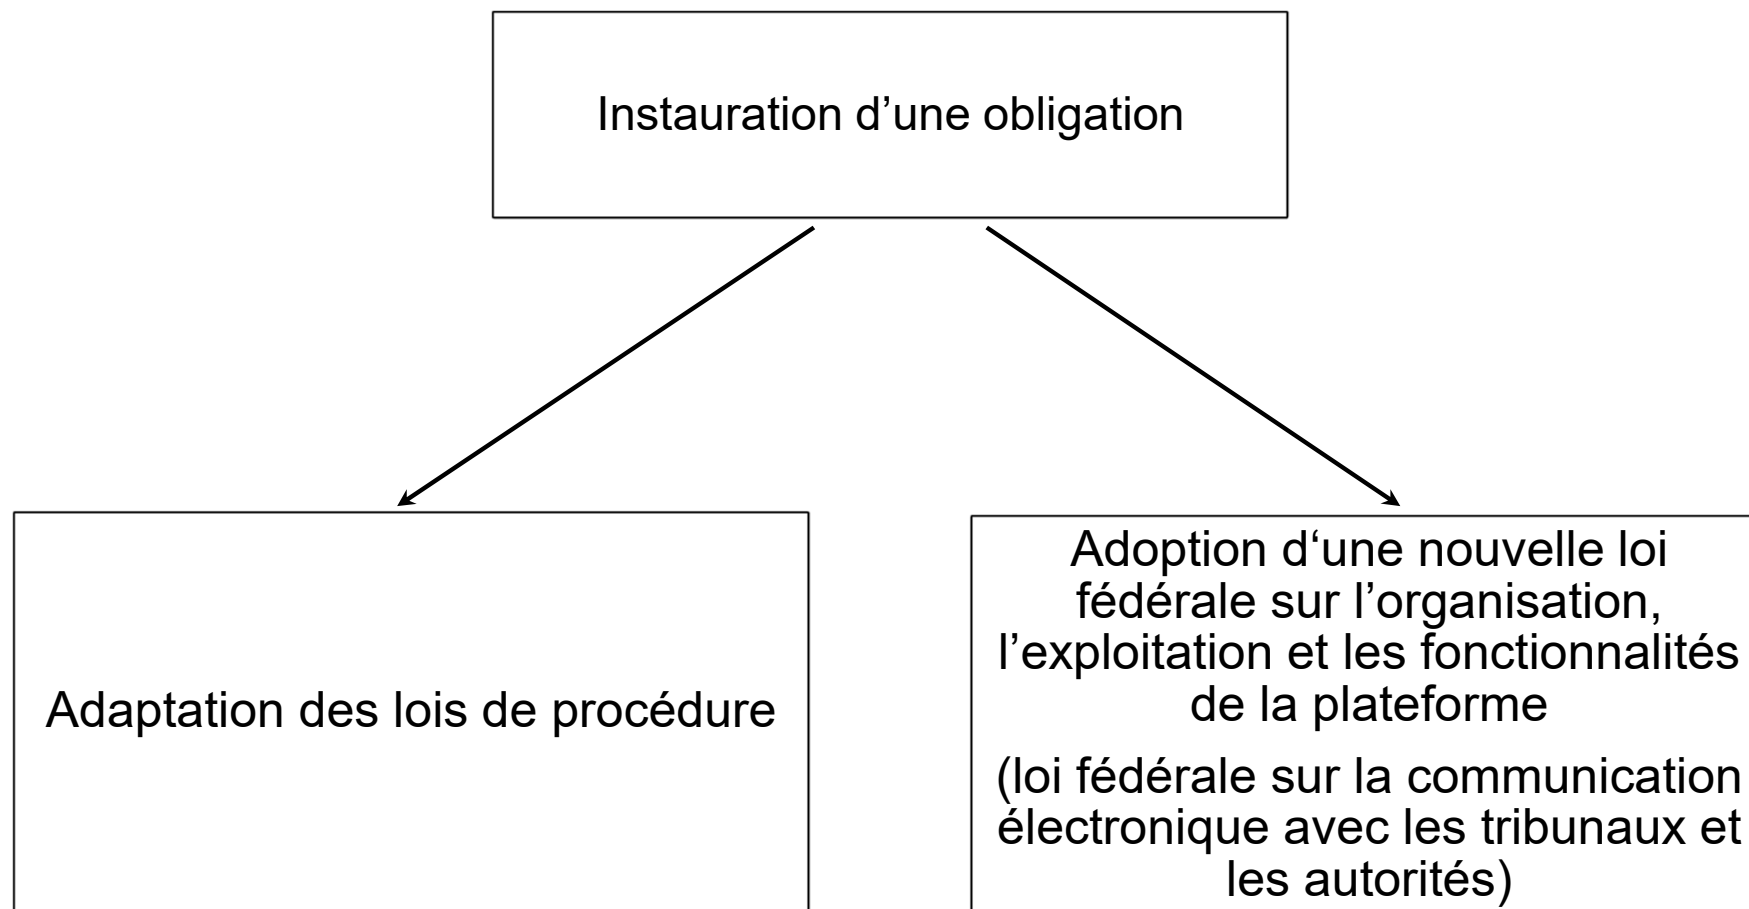 Instauration d’une obligation
Adaptation des lois de procédure
Adoption d‘une nouvelle loi
fédérale sur l’organisation,
l’exploitation et les fonctionnalités
de la plateforme
(loi fédérale sur la communication
électronique avec les tribunaux et
les autorités)